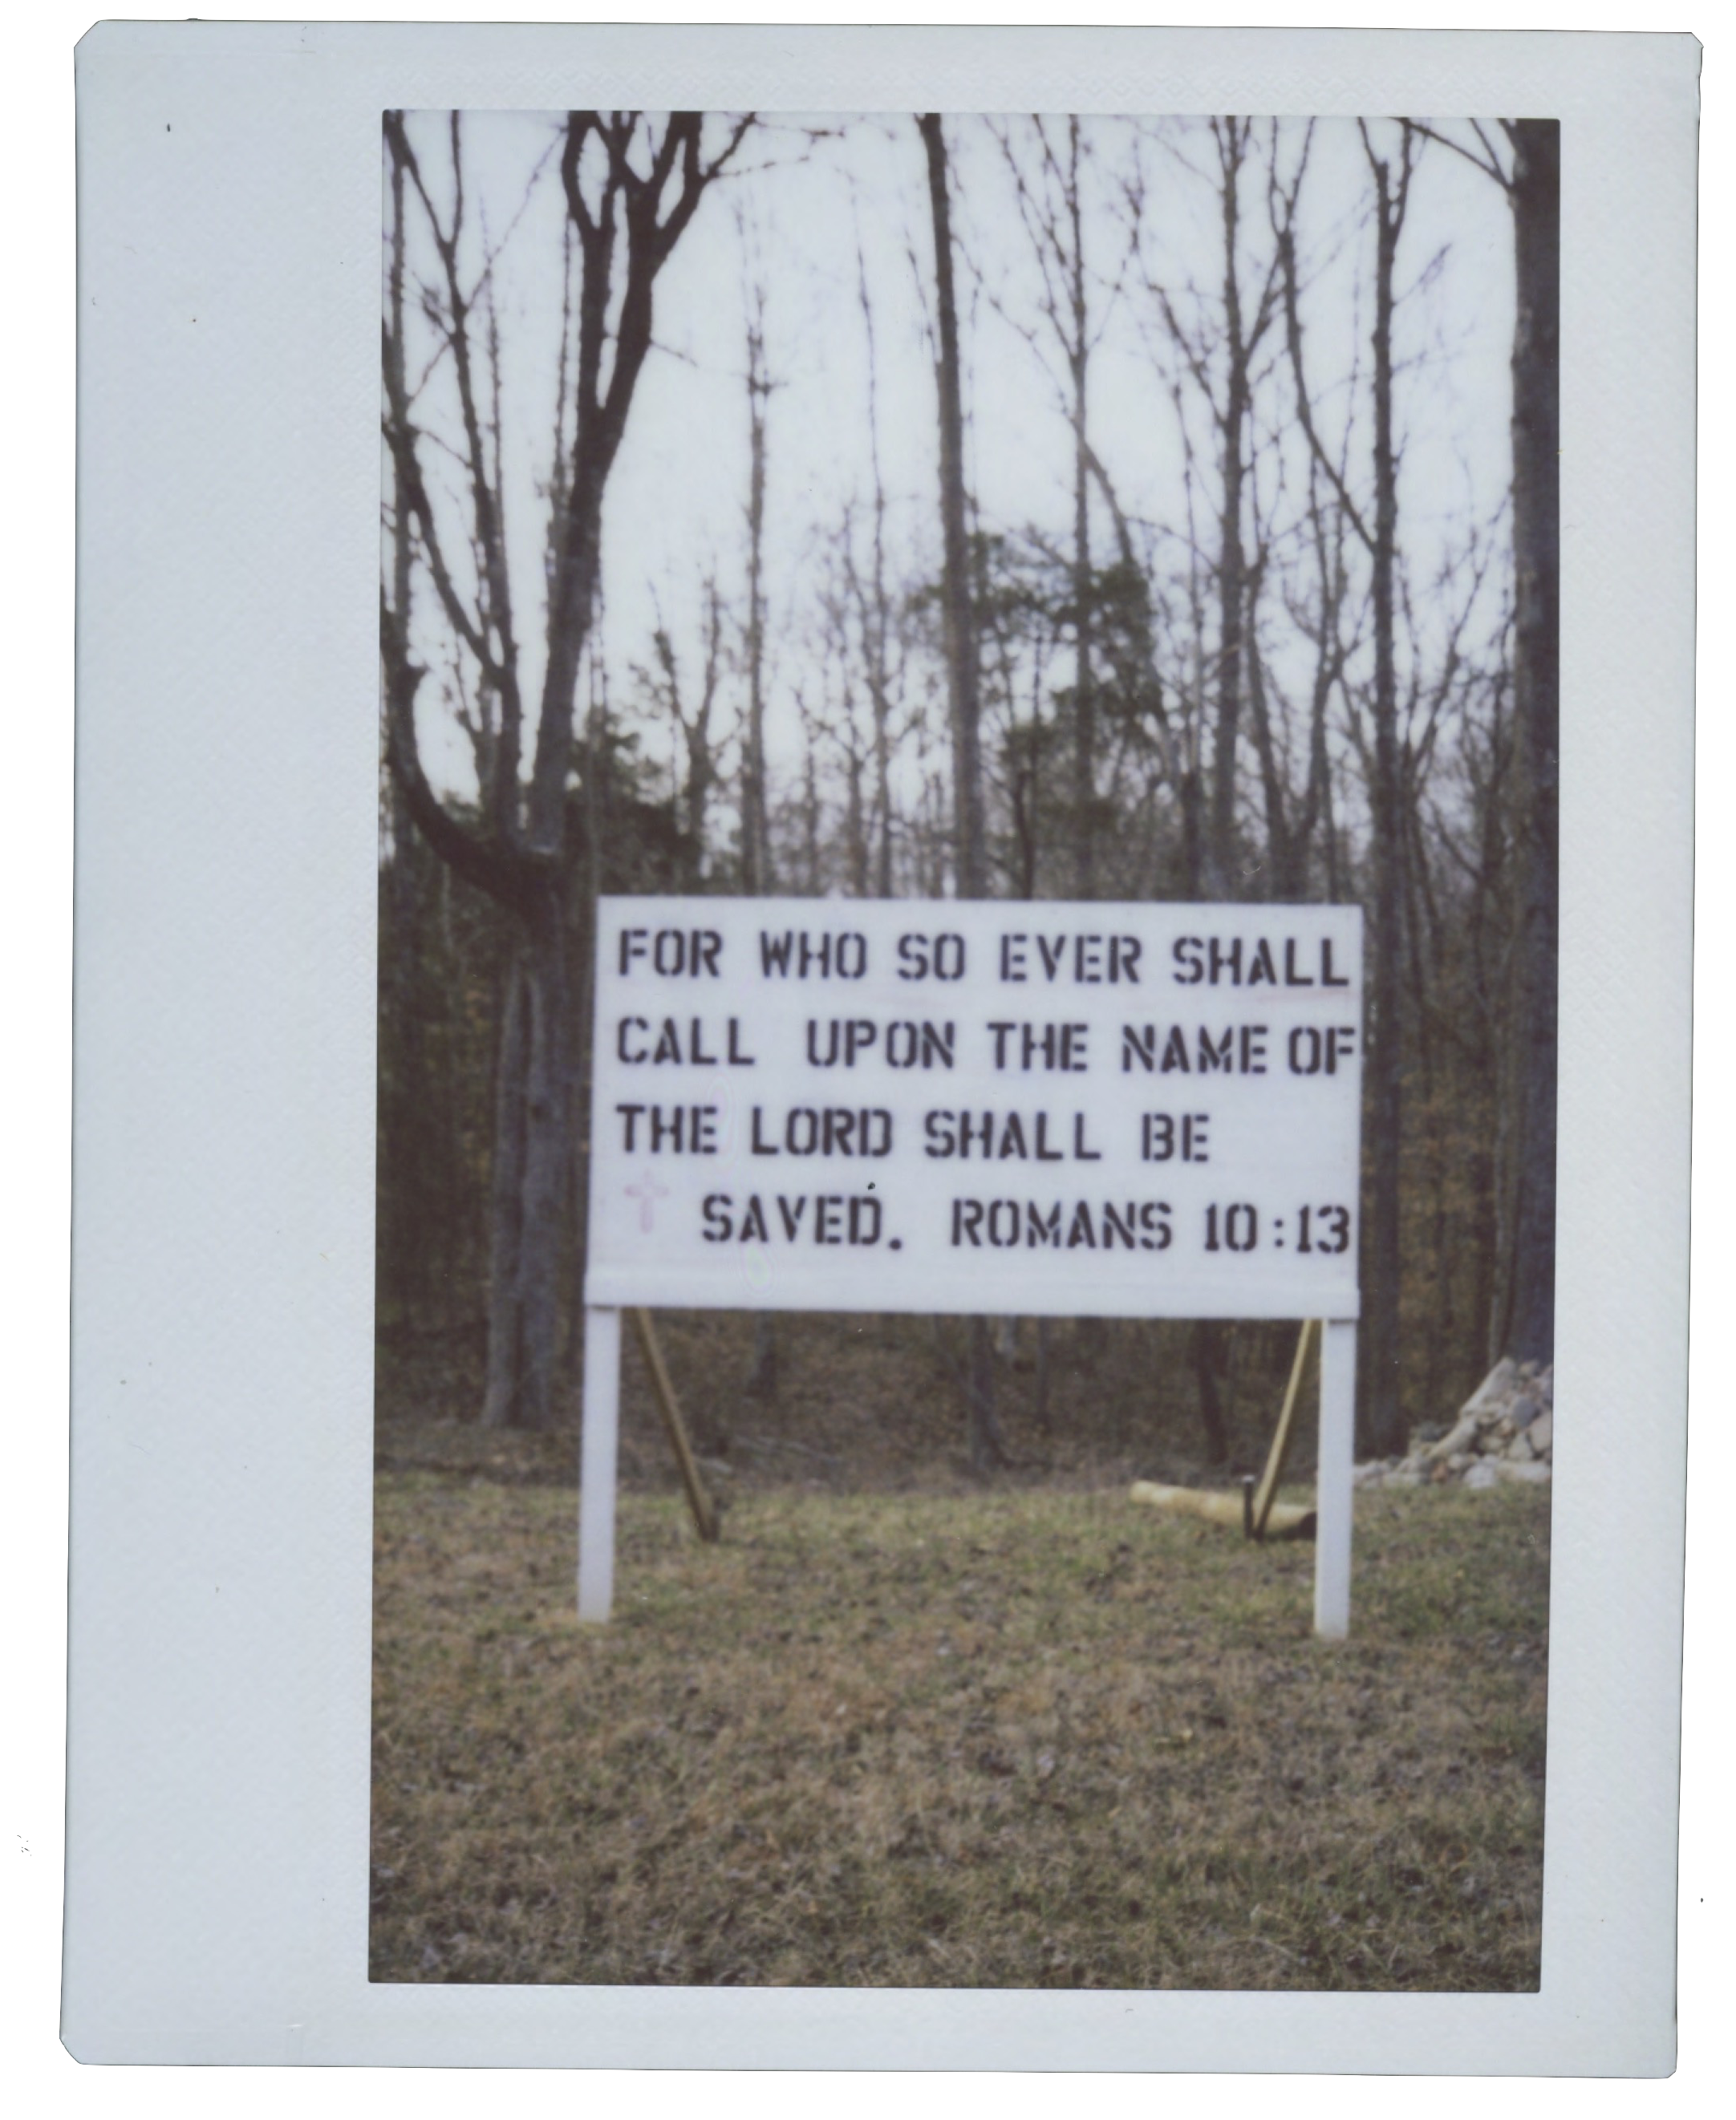 FOR WHO SO EVER SHALL
CALL UPON THE NAME OF
THE LORD SHALL BE
SAVED. ROMANS 10:13